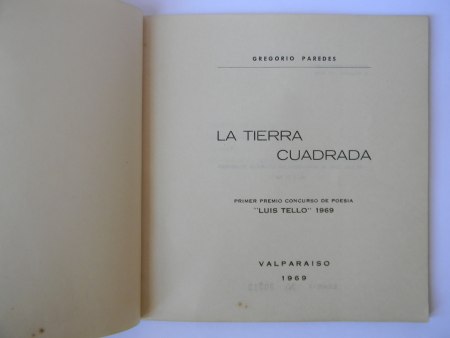 GREGORIO PAREDES
LA TIERRA
CUADRADA
PRIMER PREMIO CONCURSO DE POESIA
"LUIS TELLO" 1969
VALPARAISO
1969